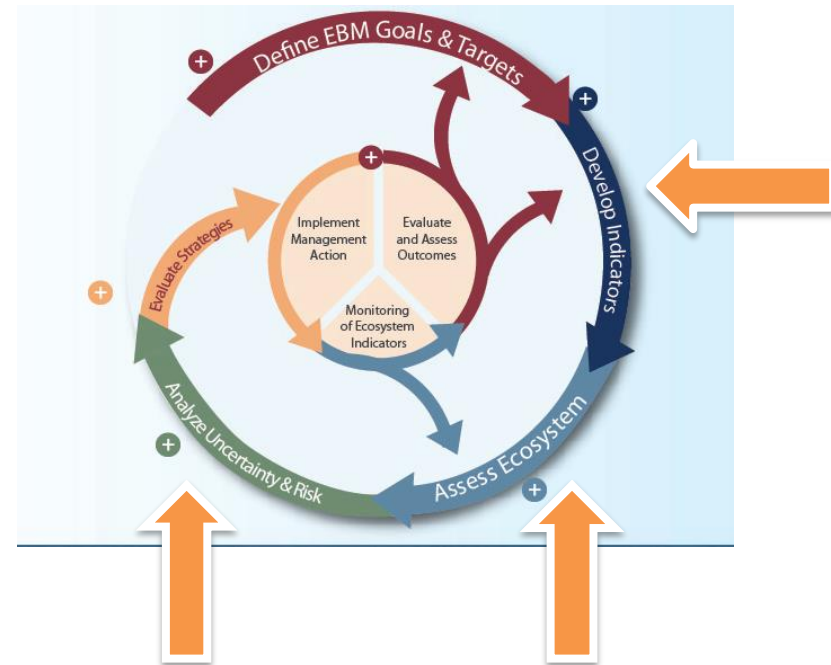 Define EBM Goals & Targets
Develop Indicators
Assess Ecosystem
Analyze Uncertainty & Risk
Evaluate Strategies
Implement
Management
Action
Evaluate
and Assess
Outcomes
Monitoring
of Ecosystem
Indicators